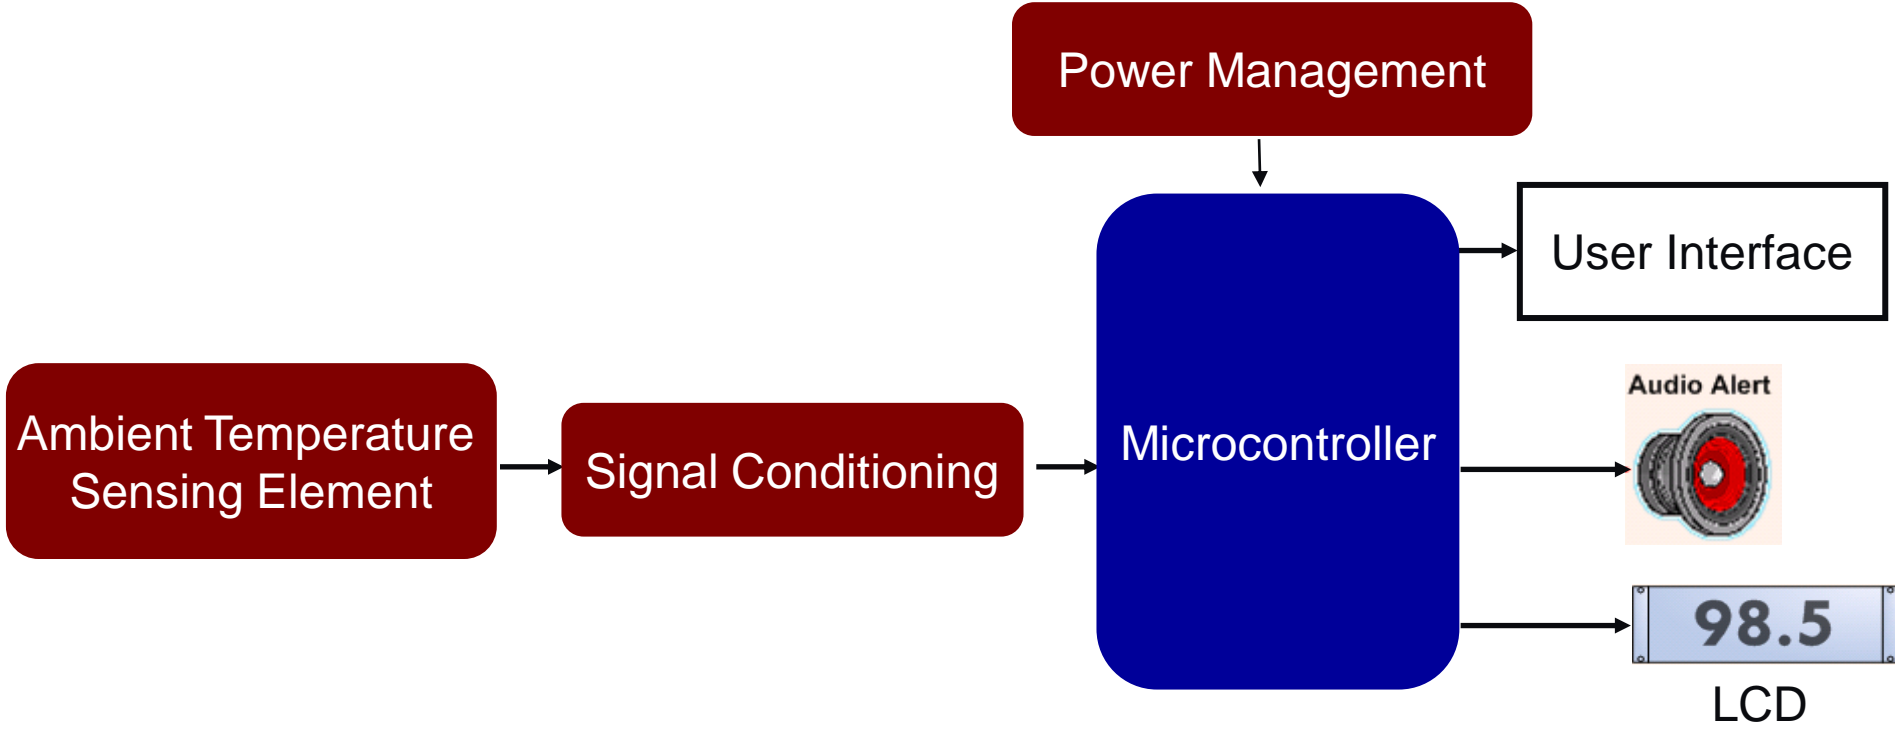 Power Management
User Interface
Ambient Temperature
Sensing Element
Signal Conditioning
Microcontroller
Audio Alert
98.5
LCD